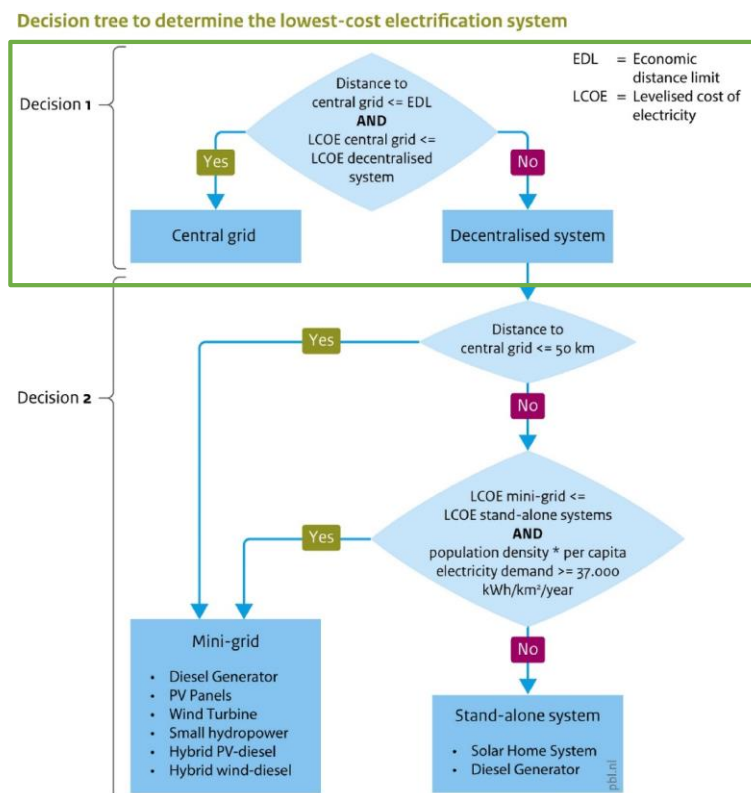 Decision tree to determine the lowest-cost electrification system
Decision 1
Distance to
central grid <= EDL
AND
LCOE central grid <=
LCOE decentralised
system
EDL = Economic
distance limit
LCOE = Levelised cost of
electricity
Yes
No
Central grid
Decentralised system
Decision 2
Distance to
central grid <= 50 km
Yes
No
LCOE mini-grid <=
LCOE stand-alone systems
AND
population density * per capita
electricity demand >= 37.000
kWh/km²/year
Yes
No
Mini-grid
• Diesel Generator
• PV Panels
• Wind Turbine
• Small hydropower
• Hybrid PV-diesel
• Hybrid wind-diesel
Stand-alone system
• Solar Home System
• Diesel Generator
pbl.nl